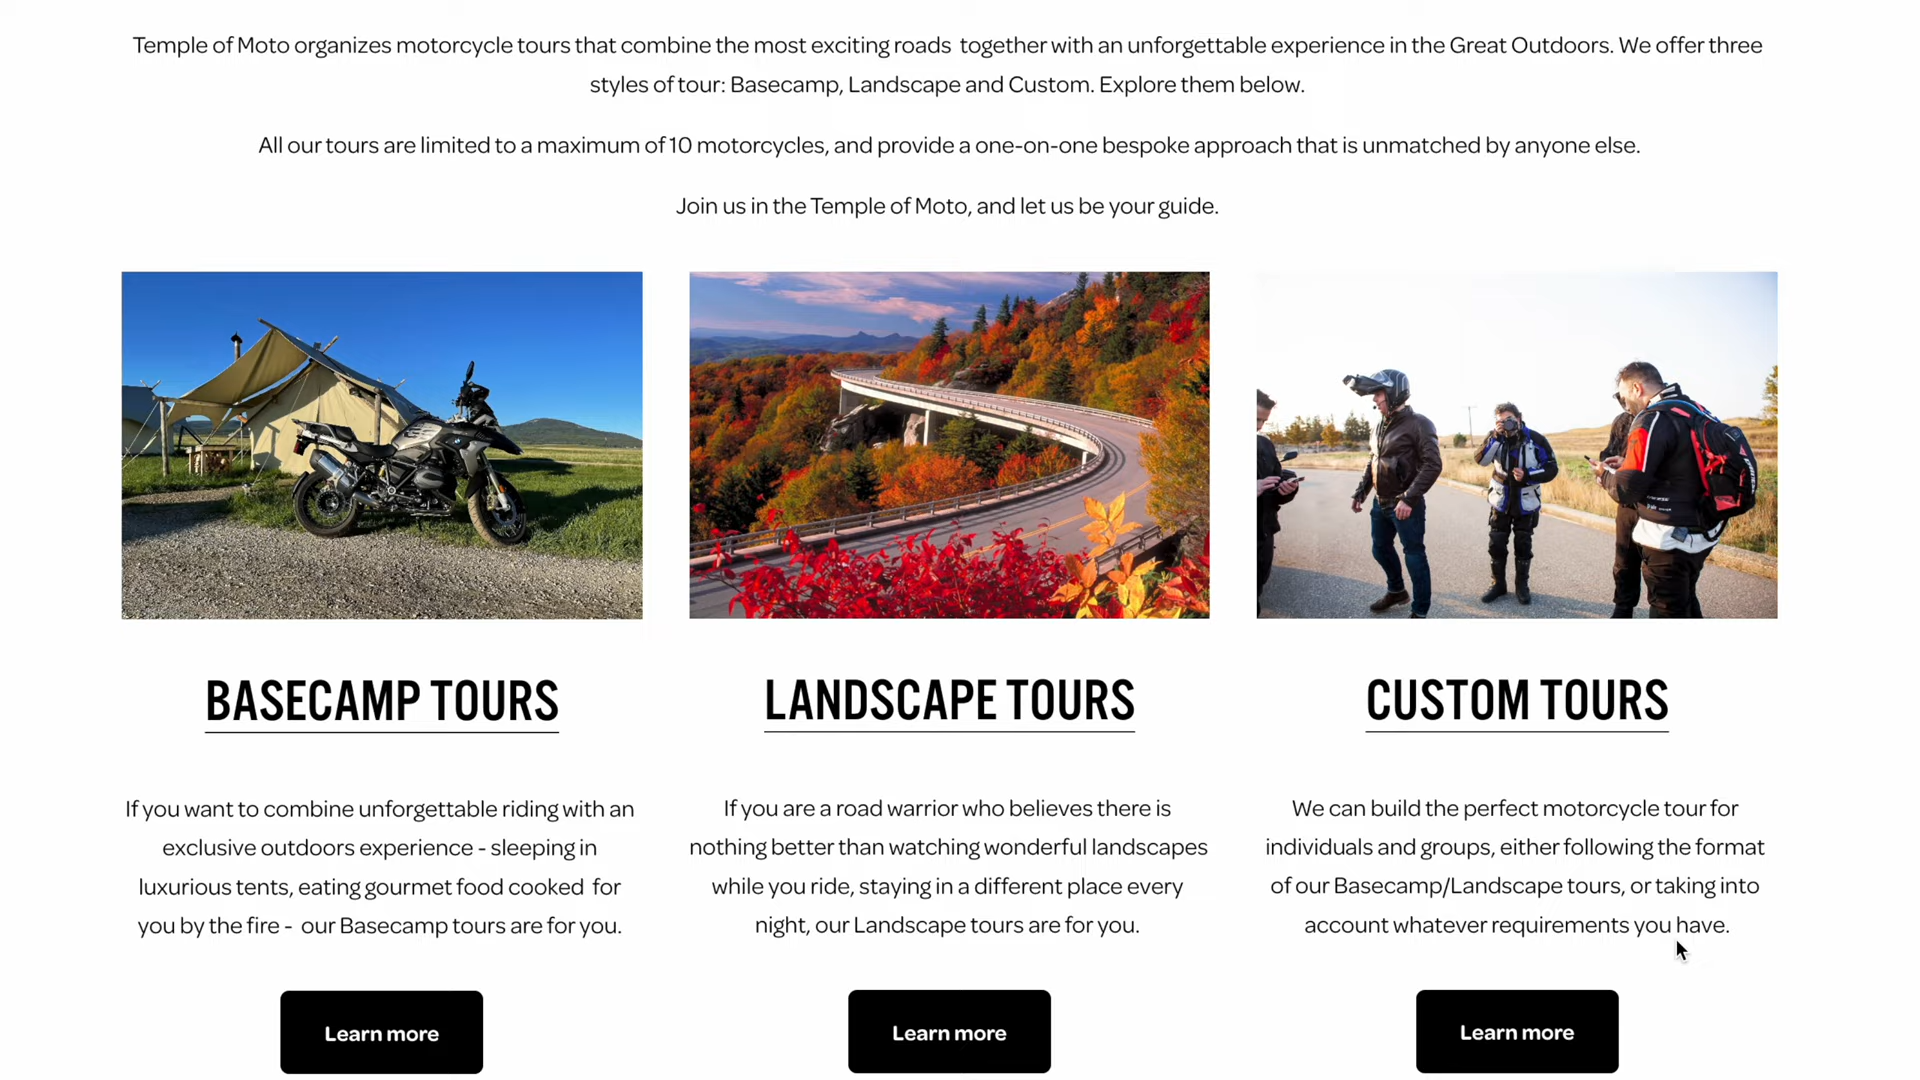 Temple of Moto organizes motorcycle tours that combine the most exciting roads together with an unforgettable experience in the Great Outdoors. We offer three
styles of tour: Basecamp, Landscape and Custom. Explore them below.
All our tours are limited to a maximum of 10 motorcycles, and provide a one-on-one bespoke approach that is unmatched by anyone else.
Join us in the Temple of Moto, and let us be your guide.
BASECAMP TOURS
If you want to combine unforgettable riding with an
exclusive outdoors experience - sleeping in
luxurious tents, eating gourmet food cooked for
you by the fire - our Basecamp tours are for you.
Learn more
LANDSCAPE TOURS
If you are a road warrior who believes there is
nothing better than watching wonderful landscapes
while you ride, staying in a different place every
night, our Landscape tours are for you.
Learn more
CUSTOM TOURS
We can build the perfect motorcycle tour for
individuals and groups, either following the format
of our Basecamp/Landscape tours, or taking into
account whatever requirements you have.
Learn more